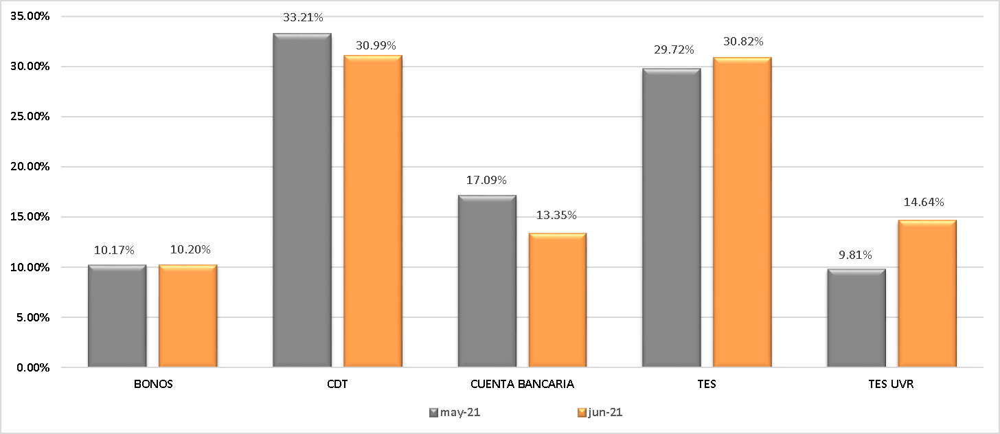 35.00%
30.00%
25.00%
20.00%
15.00%
10.00%
5.00%
0.00%
33.21%
30.99%
29.72%
30.82%
17.09%
13.35%
14.64%
10.17%
10.20%
9.81%
BONOS
CDT
CUENTA BANCARIA
TES
TES UVR
may-21
jun-21